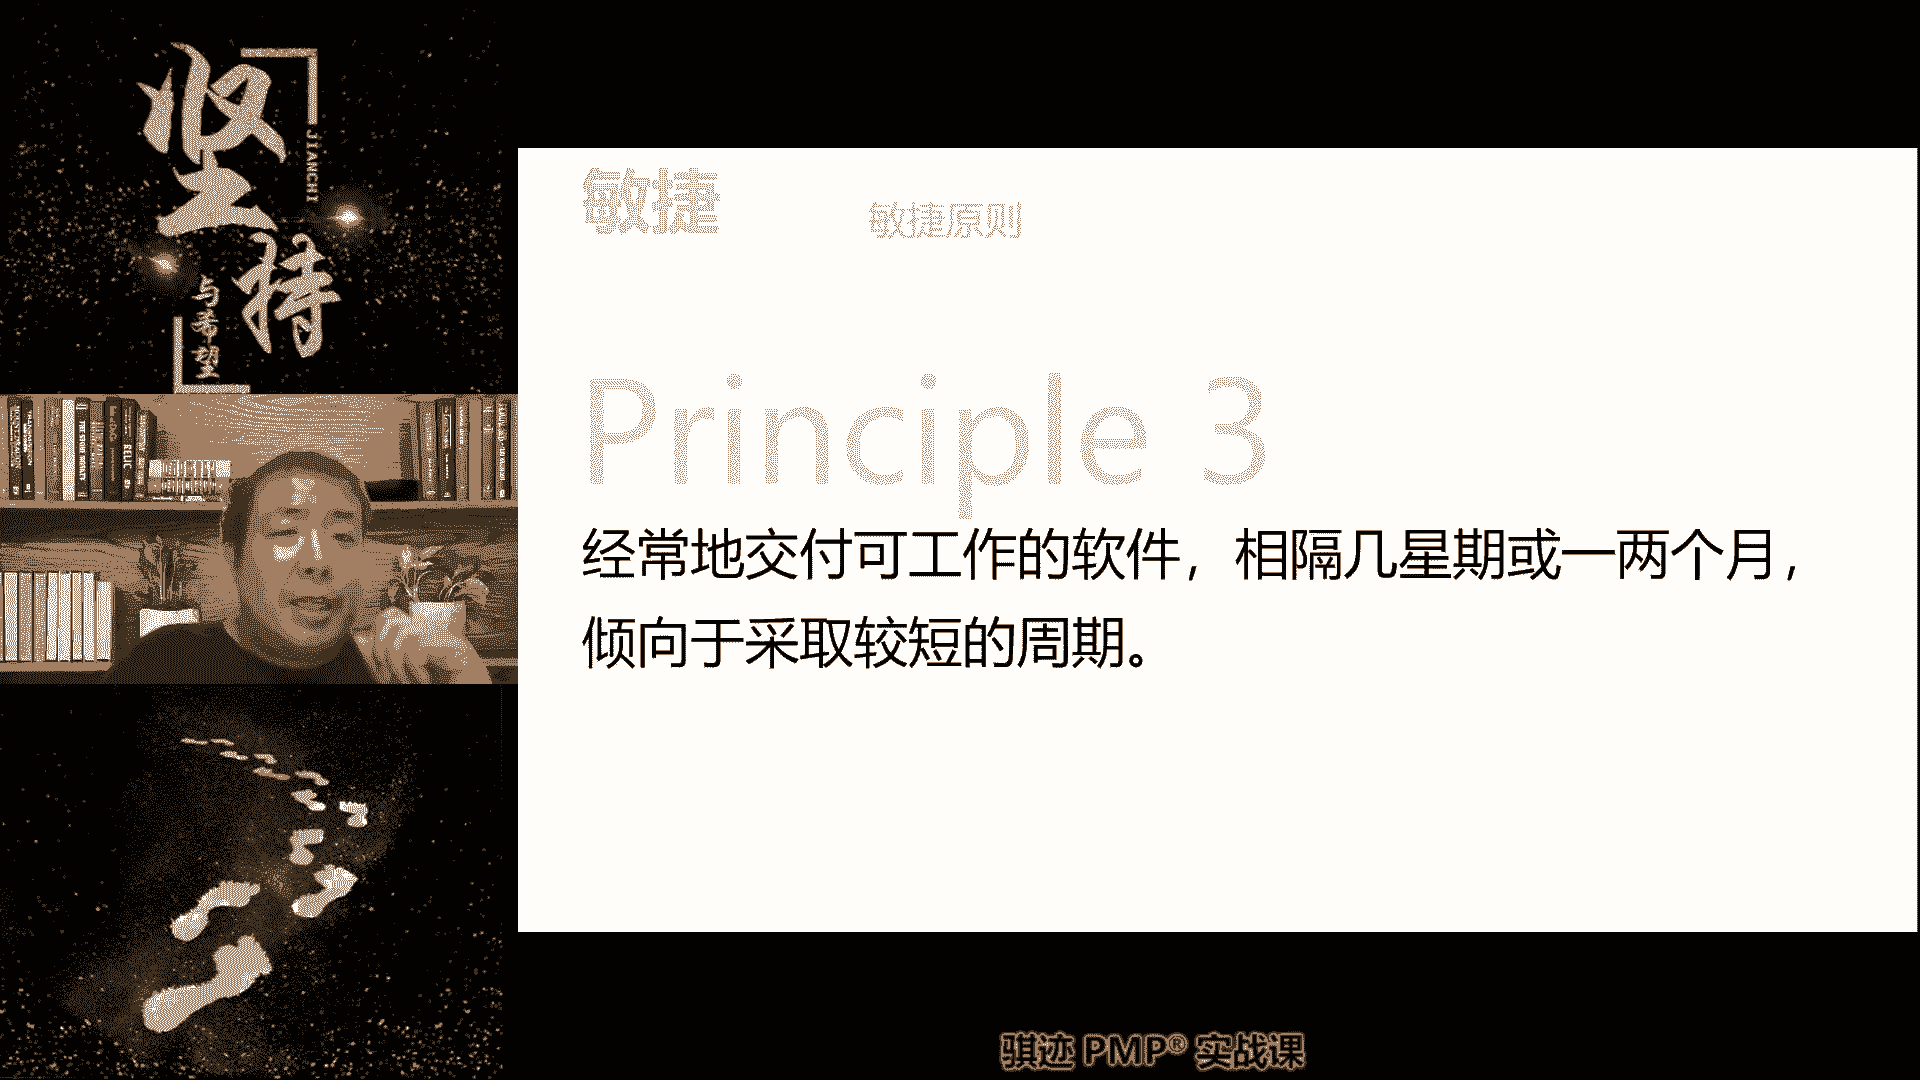 坚持
JIANCHI
与希望
敏捷
敏捷原则
Principle 3
经常地交付可工作的软件，相隔几星期或一两个月，
倾向于采取较短的周期。
骐迹 PMP® 实战课